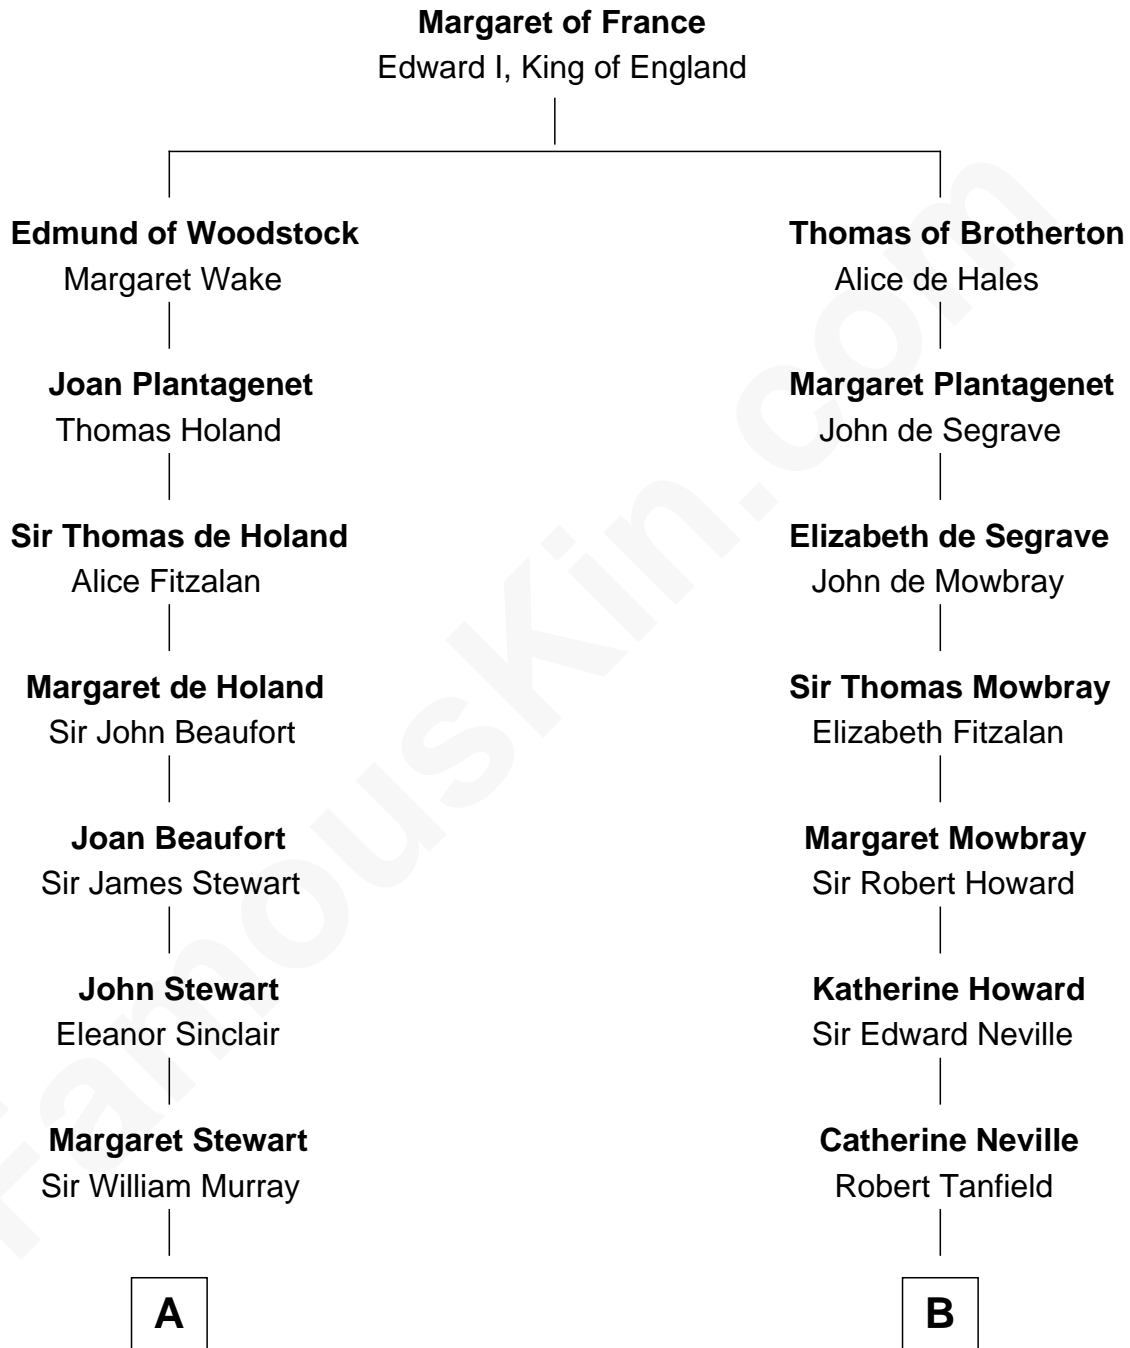 Margaret of France
Edward I, King of England
Edmund of Woodstock
Margaret Wake
Thomas of Brotherton
Alice de Hales
Joan Plantagenet
Thomas Holand
Margaret Plantagenet
John de Segrave
Sir Thomas de Holand
Alice Fitzalan
Elizabeth de Segrave
John de Mowbray
Margaret de Holand
Sir John Beaufort
Sir Thomas Mowbray
Elizabeth Fitzalan
Joan Beaufort
Sir James Stewart
Margaret Mowbray
Sir Robert Howard
John Stewart
Eleanor Sinclair
Katherine Howard
Sir Edward Neville
Margaret Stewart
Sir William Murray
Catherine Neville
Robert Tanfield
A
B
FamousKin.com